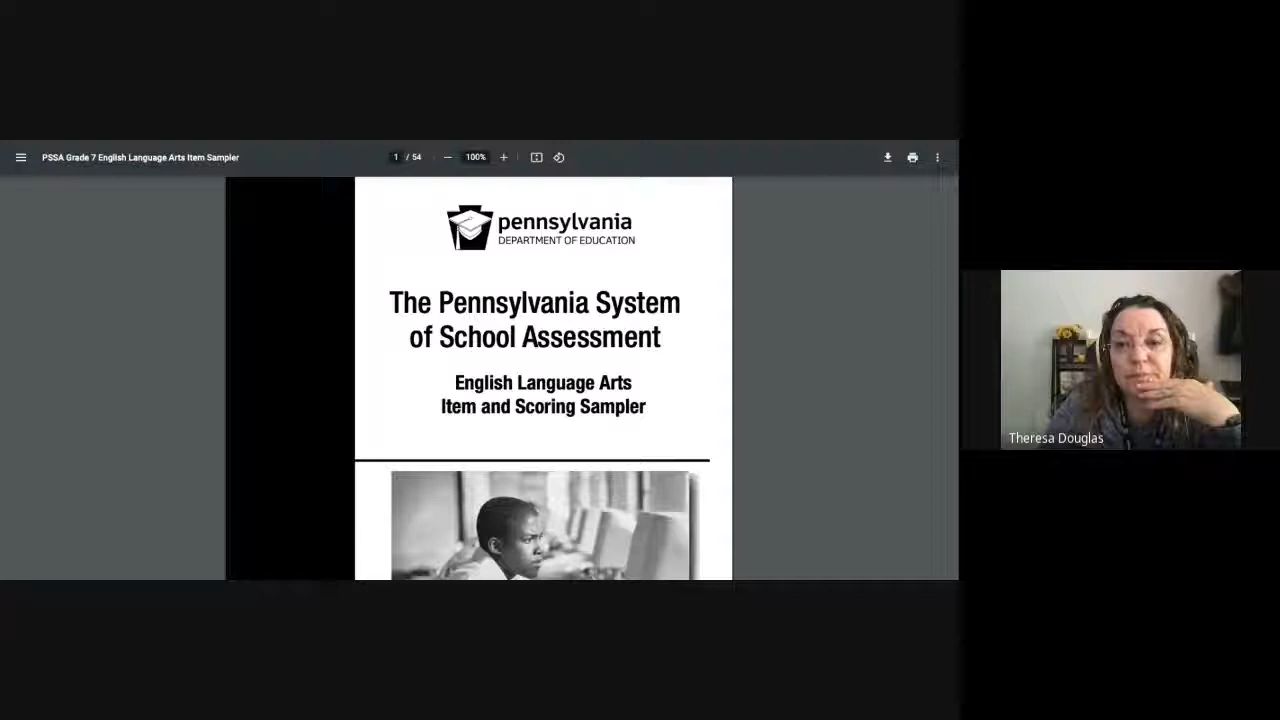 PSSA Grade 7 English Language Arts Item Sampler
1 / 54
100%
pennsylvania
DEPARTMENT OF EDUCATION
The Pennsylvania System
of School Assessment
English Language Arts
Item and Scoring Sampler
Theresa Douglas